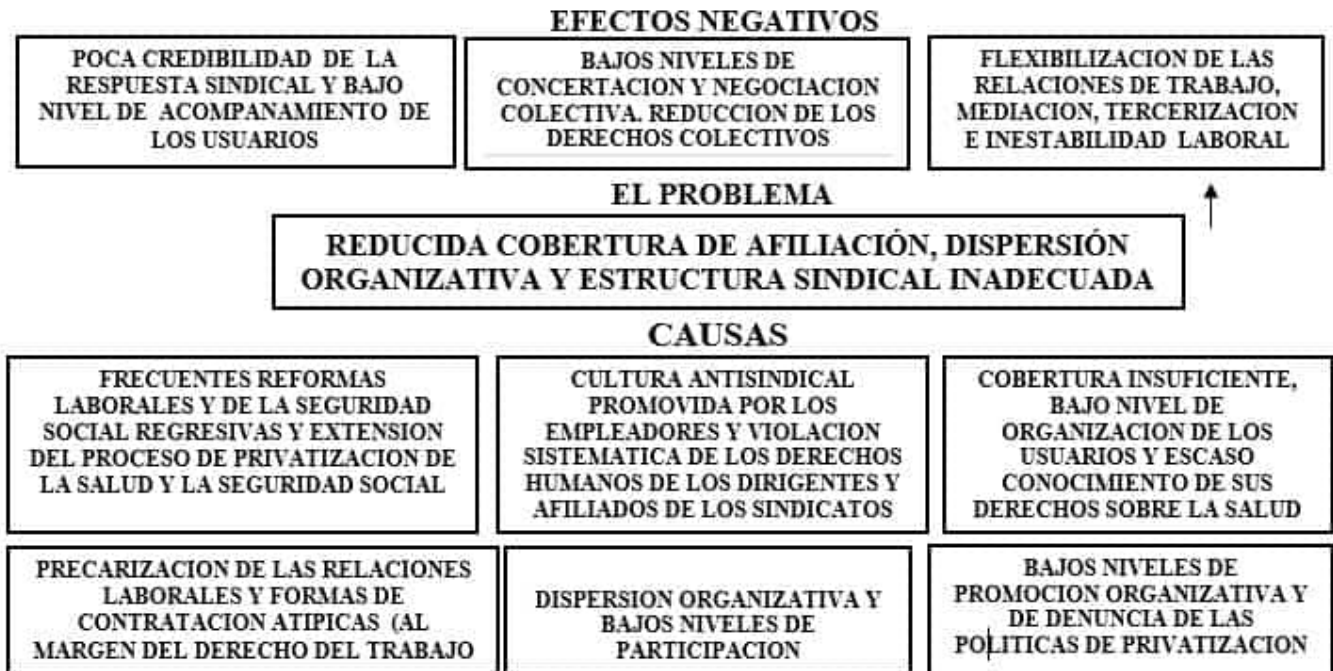 EFECTOS NEGATIVOS
POCA CREDIBILIDAD DE LA
RESPUESTA SINDICAL Y BAJO
NIVEL DE ACOMPANAMIENTO DE
LOS USUARIOS
BAJOS NIVELES DE
CONCERTACION Y NEGOCIACION
COLECTIVA. REDUCCION DE LOS
DERECHOS COLECTIVOS
FLEXIBILIZACION DE LAS
RELACIONES DE TRABAJO,
MEDIACION, TERCERIZACION
E INESTABILIDAD LABORAL
EL PROBLEMA
REDUCIDA COBERTURA DE AFILIACIÓN, DISPERSIÓN
ORGANIZATIVA Y ESTRUCTURA SINDICAL INADECUADA
CAUSAS
FRECUENTES REFORMAS
LABORALES Y DE LA SEGURIDAD
SOCIAL REGRESIVAS Y EXTENSION
DEL PROCESO DE PRIVATIZACION DE
LA SALUD Y LA SEGURIDAD SOCIAL
CULTURA ANTISINDICAL
PROMOVIDA POR LOS
EMPLEADORES Y VIOLACION
SISTEMATICA DE LOS DERECHOS
HUMANOS DE LOS DIRIGENTES Y
AFILIADOS DE LOS SINDICATOS
COBERTURA INSUFICIENTE,
BAJO NIVEL DE
ORGANIZACION DE LOS
USUARIOS Y ESCASO
CONOCIMIENTO DE SUS
DERECHOS SOBRE LA SALUD
PRECARIZACION DE LAS RELACIONES
LABORALES Y FORMAS DE
CONTRATACION ATIPICAS (AL
MARGEN DEL DERECHO DEL TRABAJO
DISPERSION ORGANIZATIVA Y
BAJOS NIVELES DE
PARTICIPACION
BAJOS NIVELES DE
PROMOCION ORGANIZATIVA Y
DE DENUNCIA DE LAS
POLITICAS DE PRIVATIZACION